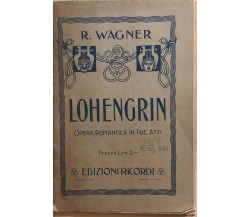 R. WAGNER
LOHENGRIN
OPERA ROMANTICA IN TRE ATTI
EDIZIONI RICORDI